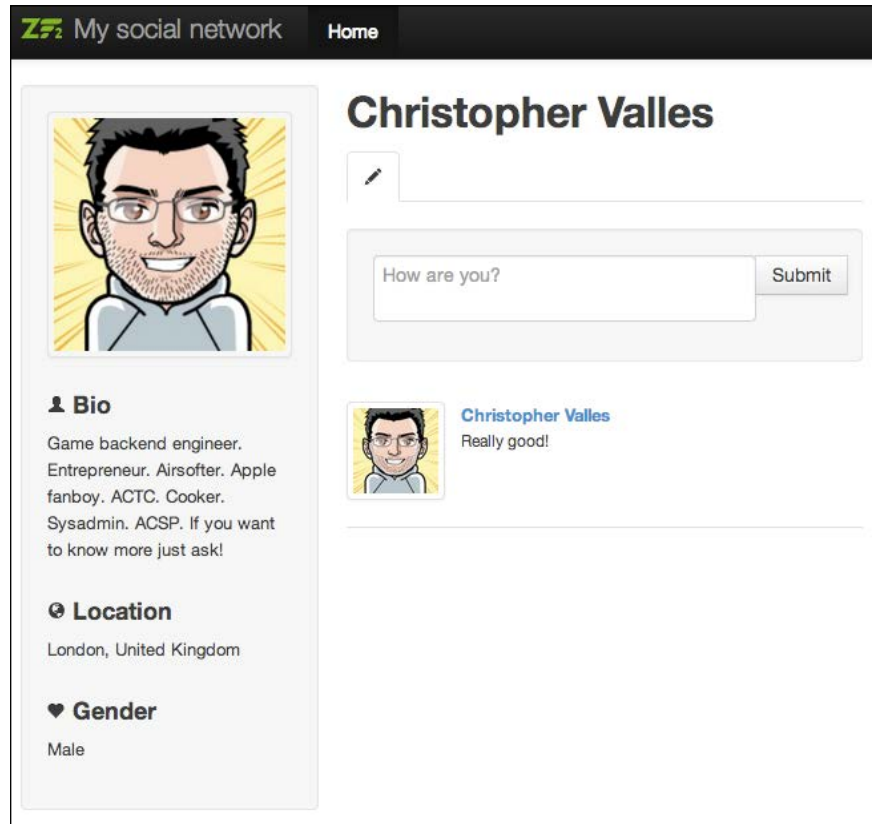 ZF2 My social network Home
Christopher Valles
How are you?
Submit
Christopher Valles
Really good!
Bio
Game backend engineer.
Entrepreneur. Airsofter. Apple
fanboy. ACTC. Cooker.
Sysadmin. ACSP. If you want
to know more just ask!
Location
London, United Kingdom
Gender
Male